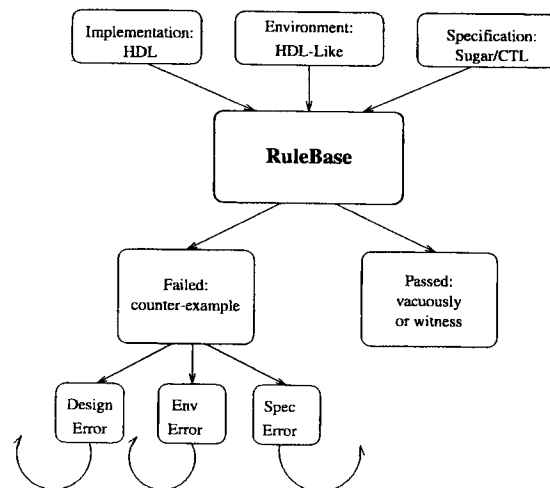 Implementation:
HDL
Environment:
HDL-Like
Specification:
Sugar/CTL
RuleBase
Failed:
counter-example
Passed:
vacuously
or witness
Design
Error
Env
Error
Spec
Error